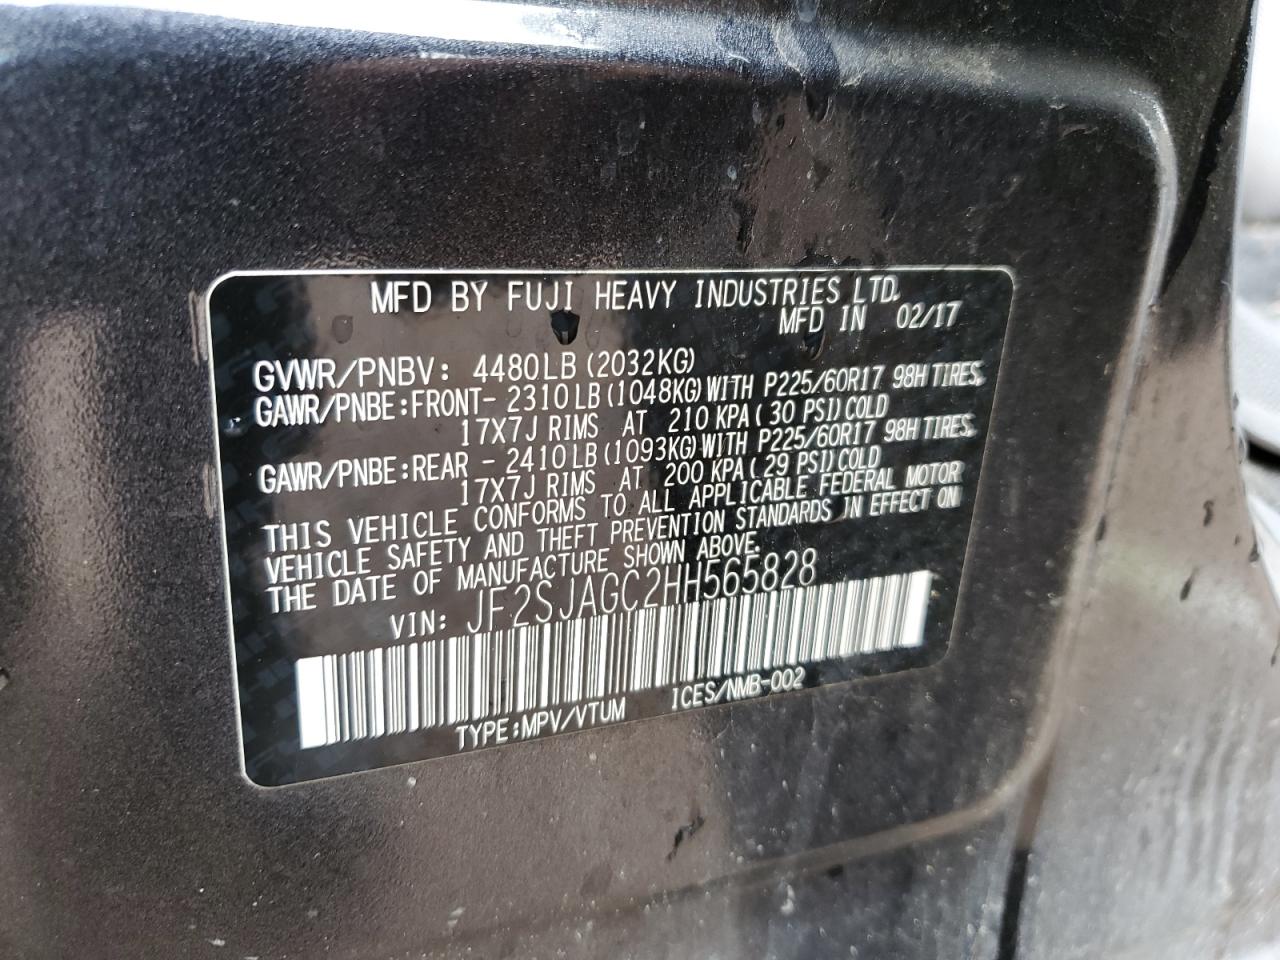 MFD BY FUJI HEAVY INDUSTRIES LTD.
MFD IN 02/17
GVWR/PNBV: 4480LB (2032KG)
GAWR/PNBE:FRONT- 2310LB (1048KG) WITH P225/60R17 98H TIRES,
17X7J RIMS AT 210 KPA (30 PSI) COLD
GAWR/PNBE:REAR - 2410LB (1093KG) WITH P225/60R17 98H TIRES,
17X7J RIMS AT 200 KPA (29 PSI) COLD
THIS VEHICLE CONFORMS TO ALL APPLICABLE FEDERAL MOTOR
VEHICLE SAFETY AND THEFT PREVENTION STANDARDS IN EFFECT ON
THE DATE OF MANUFACTURE SHOWN ABOVE.
VIN: JF2SJAGC2HH565828
TYPE:MPV/VTUM ICES/NMB-002